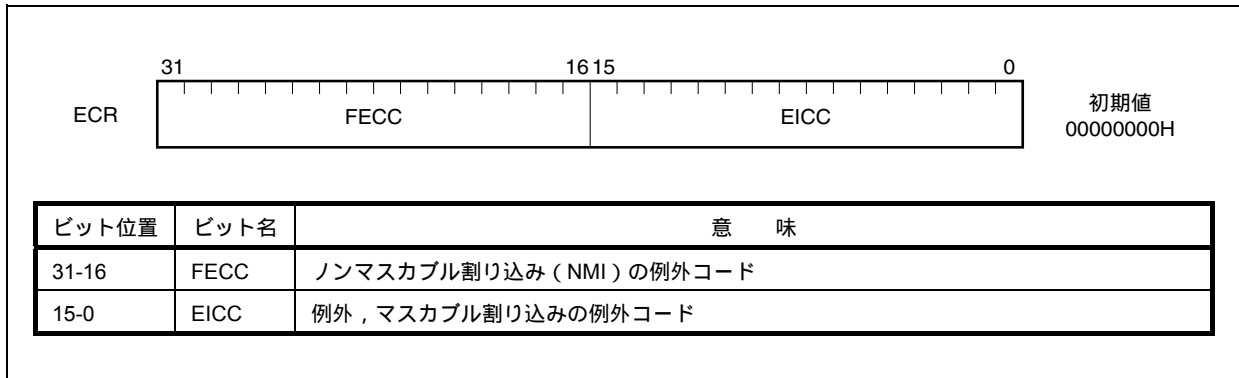 31 16 15 0
ECR FECC EICC 初期値
00000000H
ビット位置 ビット名 意 味
31-16 FECC ノンマスカブル割り込み（NMI）の例外コード
15-0 EICC 例外，マスカブル割り込みの例外コード